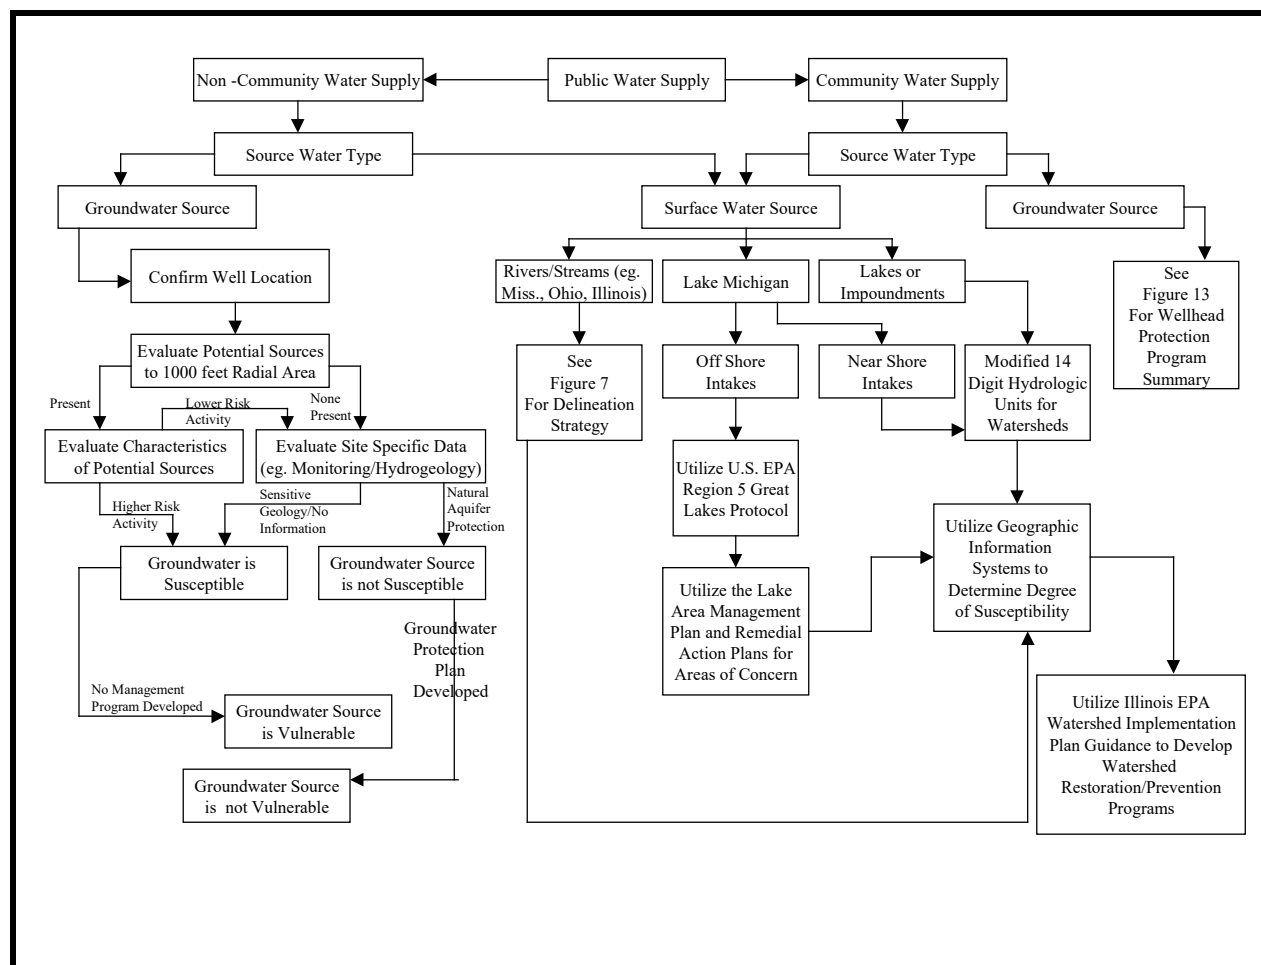 Non -Community Water Supply
Public Water Supply
Community Water Supply
Source Water Type
Source Water Type
Groundwater Source
Surface Water Source
Groundwater Source
Confirm Well Location
Rivers/Streams (eg.
Miss., Ohio, Illinois)
Lake Michigan
Lakes or
Impoundments
See
Figure 13
For Wellhead
Protection
Program
Summary
Evaluate Potential Sources
to 1000 feet Radial Area
See
Figure 7
For Delineation
Strategy
Off Shore
Intakes
Near Shore
Intakes
Modified 14
Digit Hydrologic
Units for
Watersheds
Present
Lower Risk
Activity
None
Present
Evaluate Characteristics
of Potential Sources
Evaluate Site Specific Data
(eg. Monitoring/Hydrogeology)
Utilize U.S. EPA
Region 5 Great
Lakes Protocol
Higher Risk
Activity
Sensitive
Geology/No
Information
Natural
Aquifer
Protection
Utilize Geographic
Information
Systems to
Determine Degree
of Susceptibility
Groundwater is
Susceptible
Groundwater Source
is not Susceptible
Utilize the Lake
Area Management
Plan and Remedial
Action Plans for
Areas of Concern
Groundwater
Protection
Plan
Developed
No Management
Program Developed
Groundwater Source
is Vulnerable
Utilize Illinois EPA
Watershed Implementation
Plan Guidance to Develop
Watershed
Restoration/Prevention
Programs
Groundwater Source
is not Vulnerable